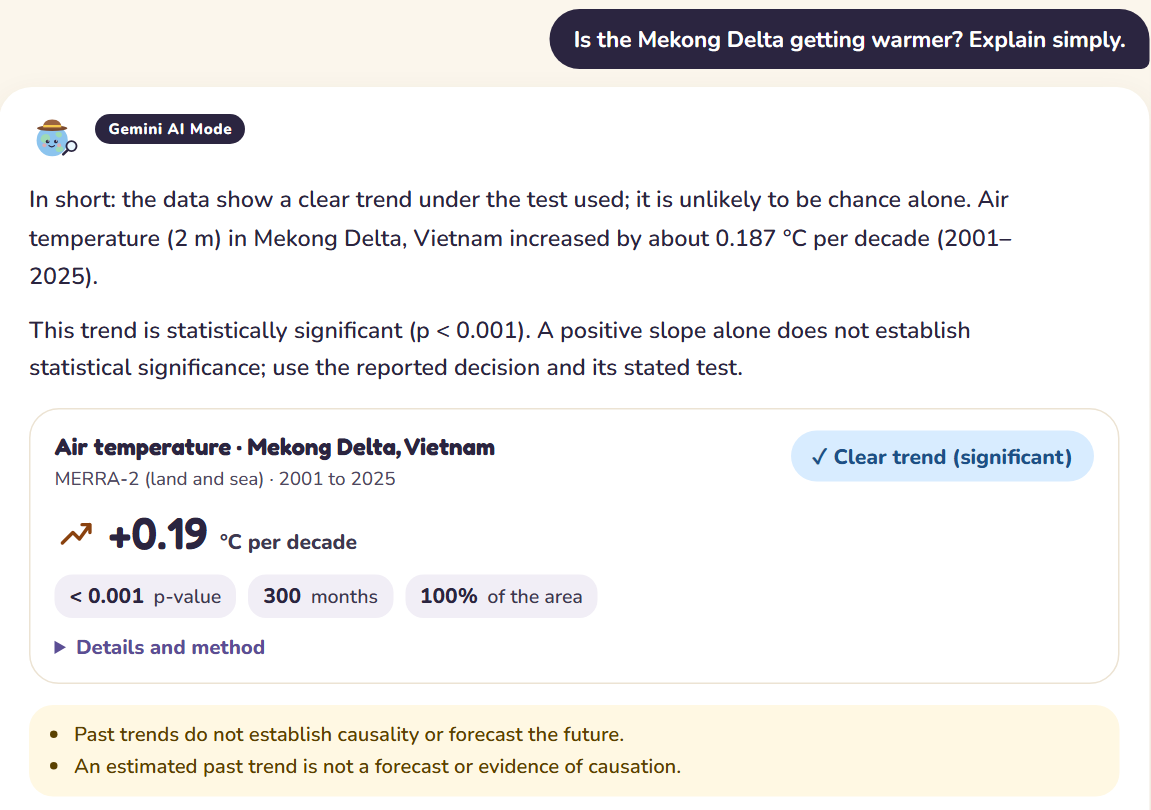 Is the Mekong Delta getting warmer? Explain simply.
Gemini AI Mode
In short: the data show a clear trend under the test used; it is unlikely to be chance alone. Air
temperature (2 m) in Mekong Delta, Vietnam increased by about 0.187 °C per decade (2001–
2025).
This trend is statistically significant (p < 0.001). A positive slope alone does not establish
statistical significance; use the reported decision and its stated test.
Air temperature · Mekong Delta, Vietnam
✓ Clear trend (significant)
MERRA-2 (land and sea) · 2001 to 2025
+0.19 °C per decade
< 0.001 p-value
300 months
100% of the area
▶ Details and method
• Past trends do not establish causality or forecast the future.
• An estimated past trend is not a forecast or evidence of causation.